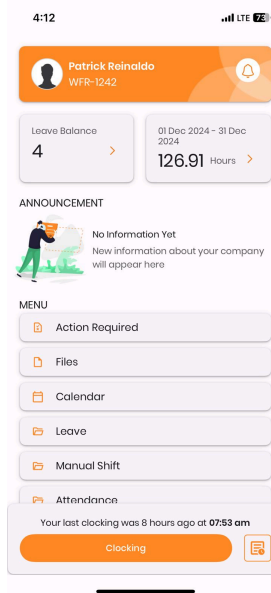 4:12
LTE 73
Patrick Reinaldo
WFR-1242
Leave Balance
4
01 Dec 2024 - 31 Dec
2024
126.91 Hours
ANNOUNCEMENT
No Information Yet
New information about your company
will appear here
MENU
Action Required
Files
Calendar
Leave
Manual Shift
Attendance
Your last clocking was 8 hours ago at 07:53 am
Clocking